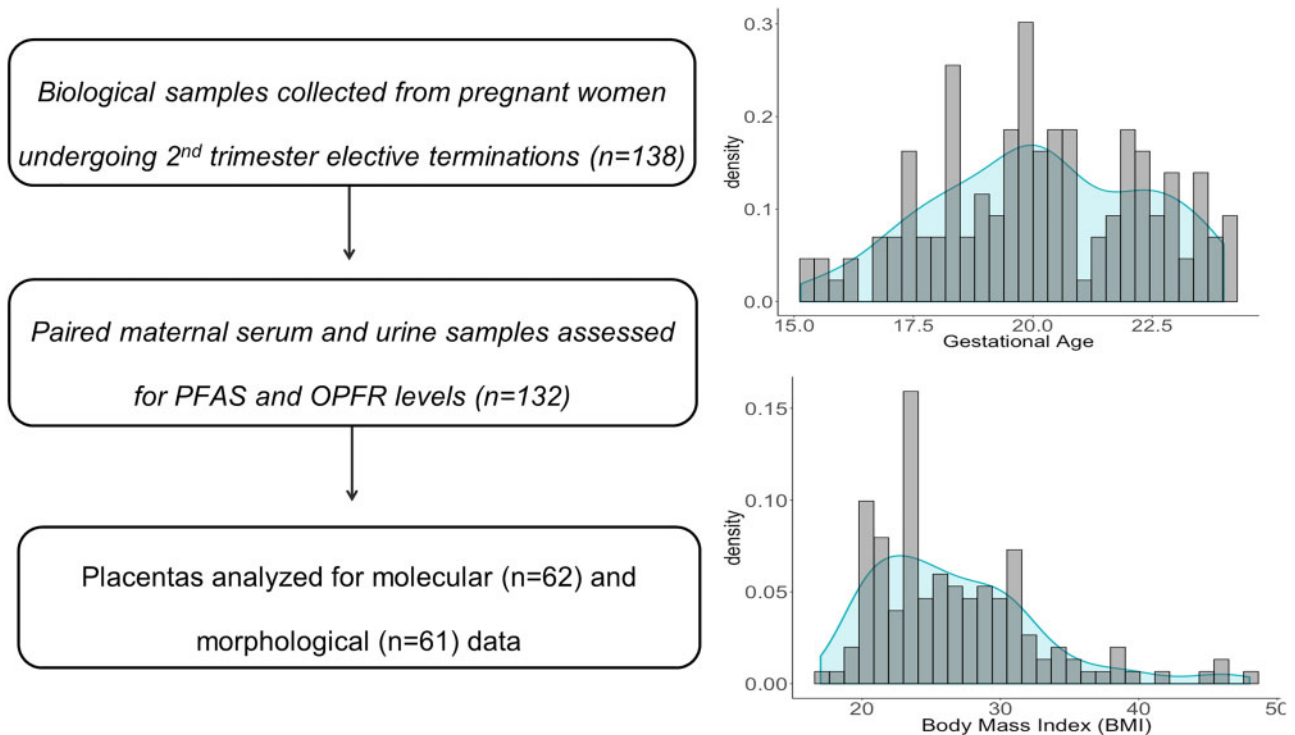 Biological samples collected from pregnant women
undergoing 2nd trimester elective terminations (n=138)
Paired maternal serum and urine samples assessed
for PFAS and OPFR levels (n=132)
Placentas analyzed for molecular (n=62) and
morphological (n=61) data
0.3
0.2
0.1
0.0
density
15.0 17.5 20.0 22.5
Gestational Age
0.15
0.10
0.05
0.00
density
20 30 40 50
Body Mass Index (BMI)